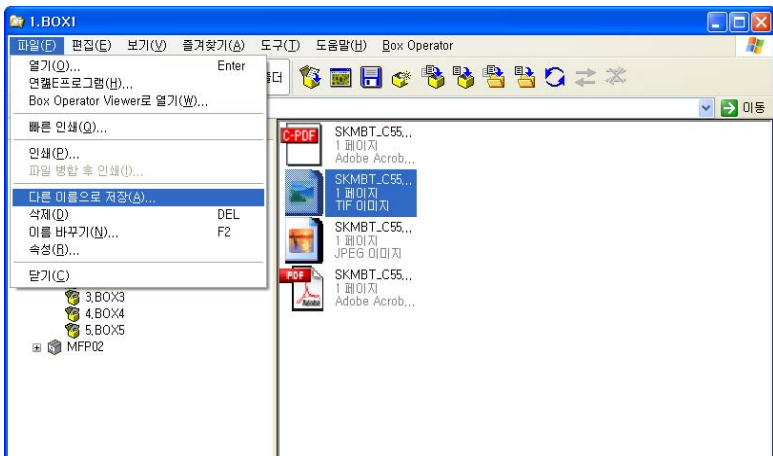 1.BOX1
파일(F) 편집(E) 보기(V) 즐겨찾기(A) 도구(T) 도움말(H) Box Operator
열기(O)... Enter
연캜E프로그램(H)...
Box Operator Viewer로 열기(W)...
빠른 인쇄(Q)...
인쇄(P)...
파일 병합 후 인쇄(I)...
다른 이름으로 저장(A)...
삭제(D) DEL
이름 바꾸기(N)... F2
속성(R)...
닫기(C)
더
이동
3.BOX3
4.BOX4
5.BOX5
MFP02
C-PDF
SKMBT_C55...
1 페이지
Adobe Acrob...
SKMBT_C55...
1 페이지
TIF 이미지
SKMBT_C55...
1 페이지
JPEG 이미지
PDF
Adobe
SKMBT_C55...
1 페이지
Adobe Acrob...